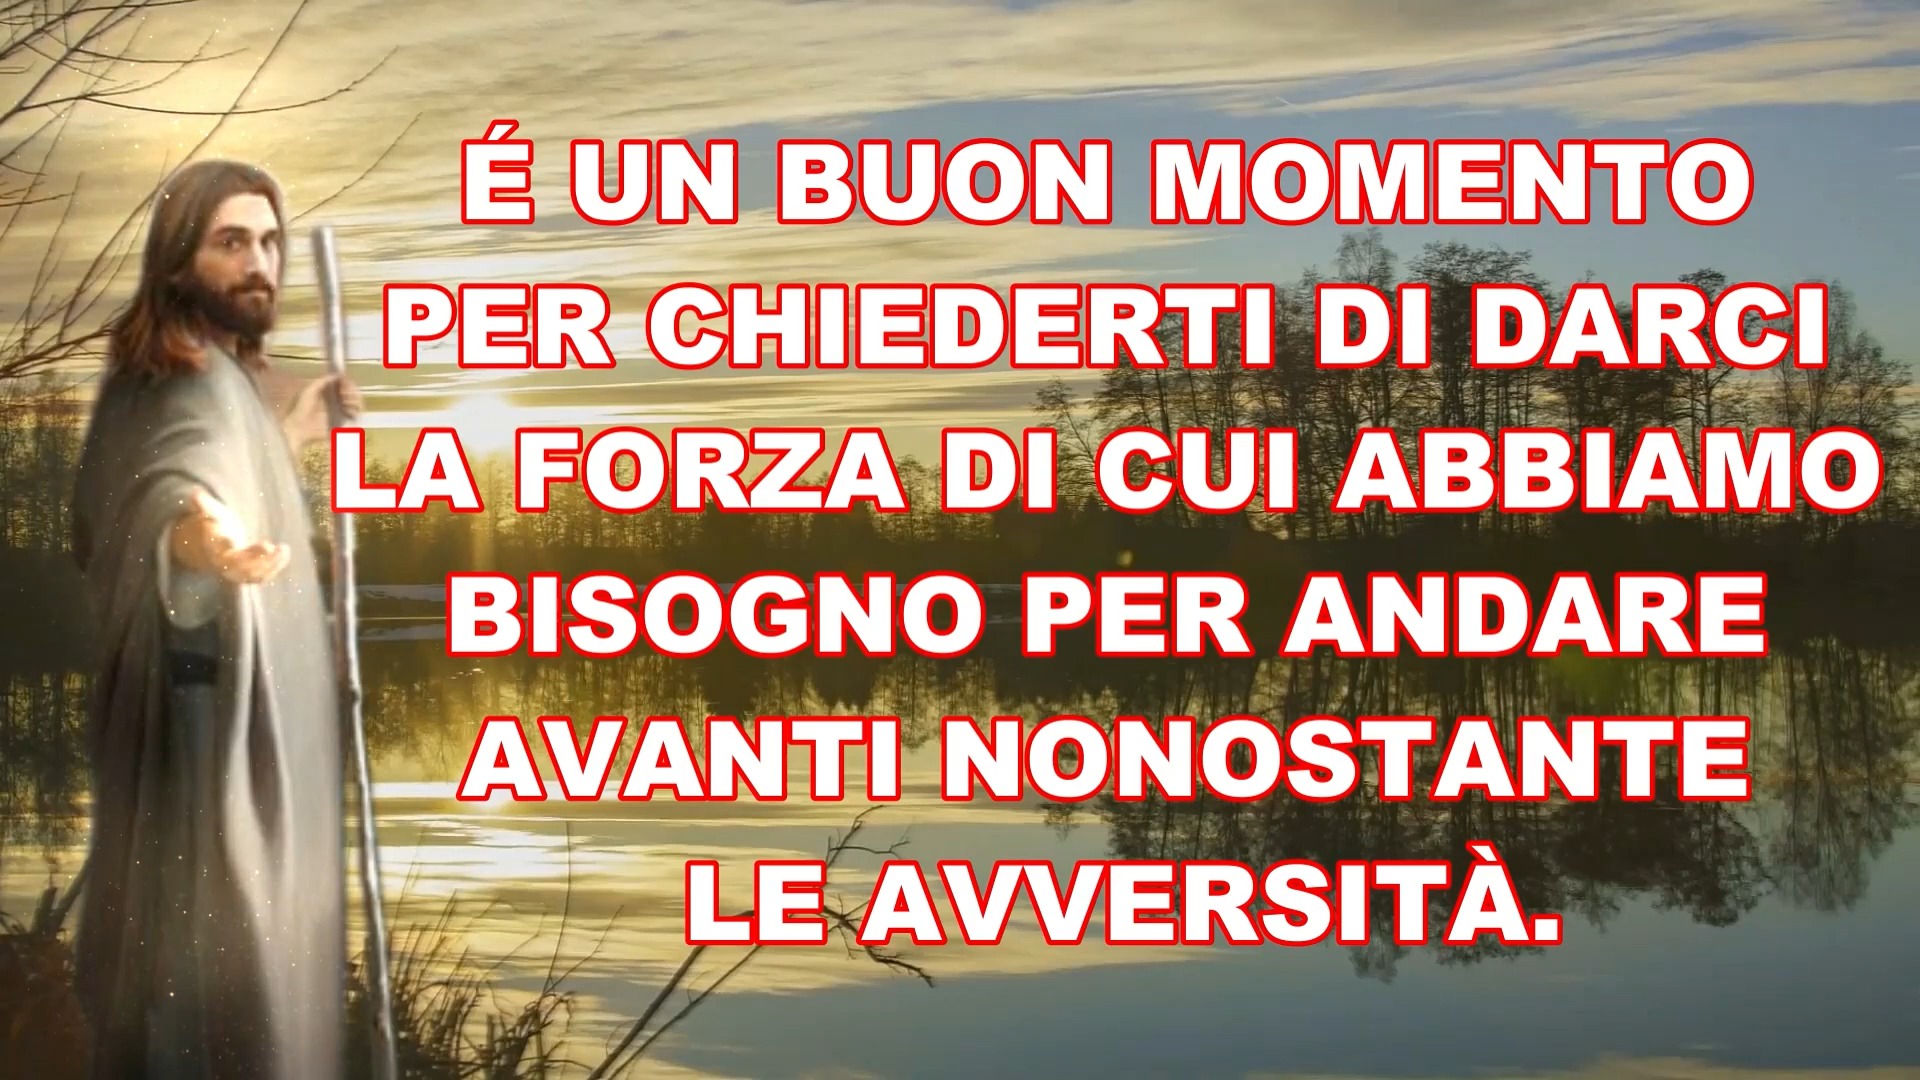 É UN BUON MOMENTO
PER CHIEDERTI DI DARCI
LA FORZA DI CUI ABBIAMO
BISOGNO PER ANDARE
AVANTI NONOSTANTE
LE AVVERSITÀ.